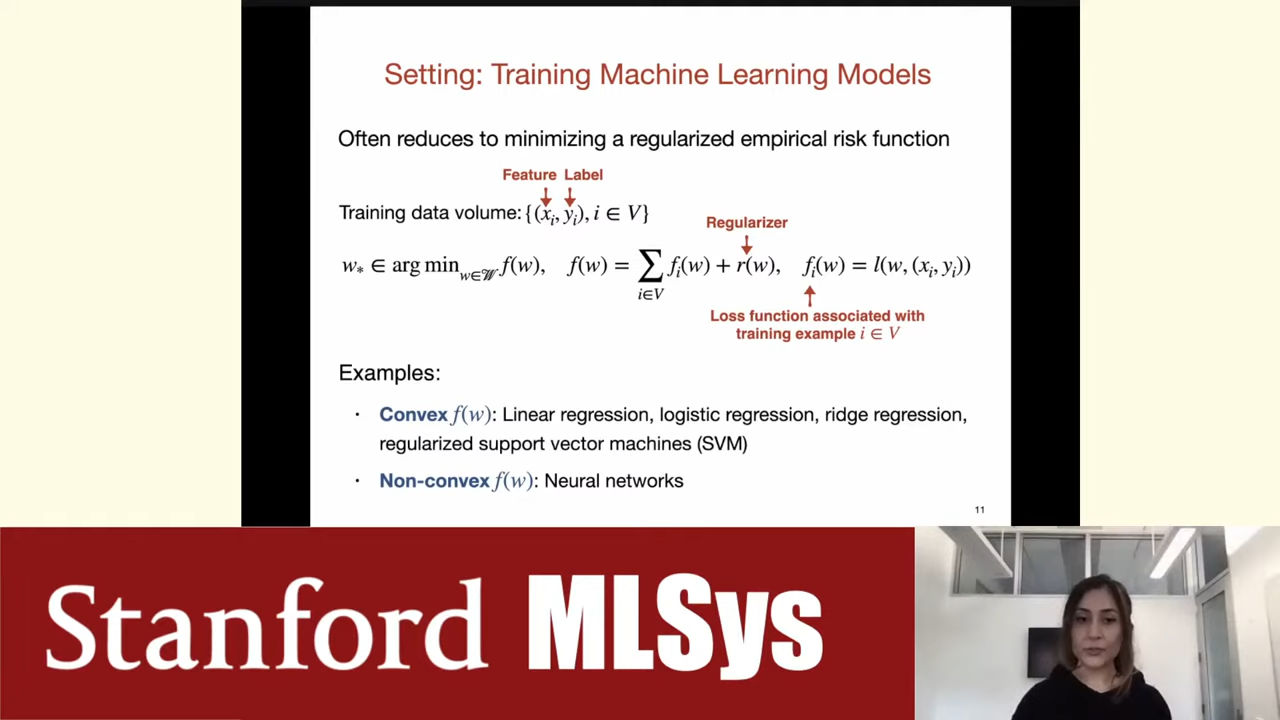 Setting: Training Machine Learning Models
Often reduces to minimizing a regularized empirical risk function
Feature Label
Training data volume: {(xᵢ, yᵢ), i ∈ V}
Regularizer
w* ∈ arg min_{w∈𝒲} f(w), f(w) = ∑_{i∈V} fᵢ(w) + r(w), fᵢ(w) = l(w, (xᵢ, yᵢ))
Loss function associated with
training example i ∈ V
Examples:
· Convex f(w): Linear regression, logistic regression, ridge regression,
regularized support vector machines (SVM)
· Non-convex f(w): Neural networks
11
Stanford MLSys